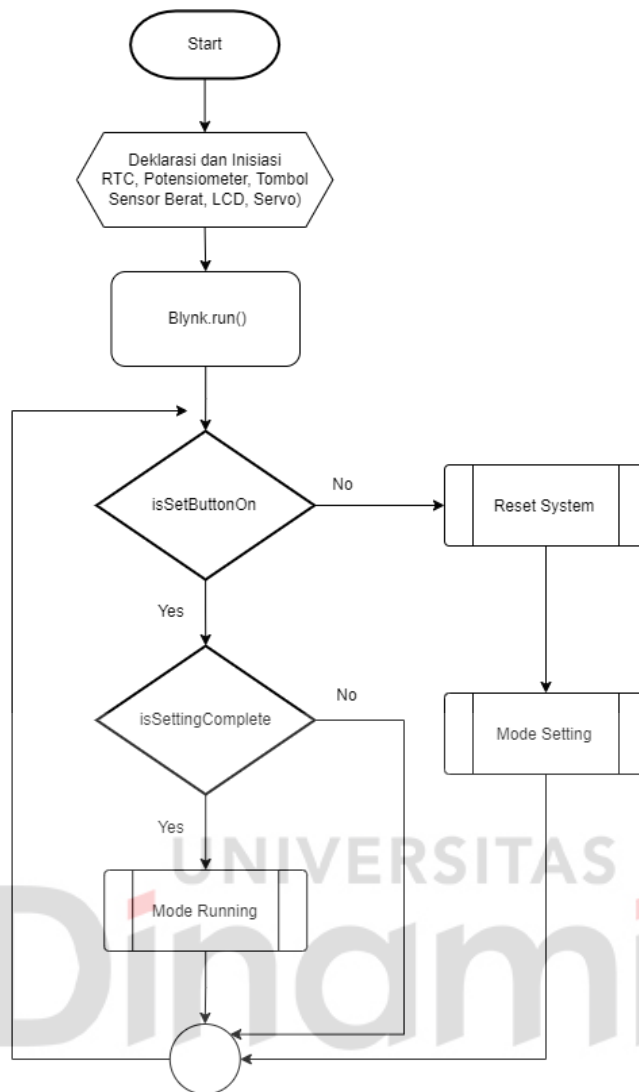 Start
Deklarasi dan Inisiasi
RTC, Potensiometer, Tombol
Sensor Berat, LCD, Servo)
Blynk.run()
isSetButtonOn
No
Reset System
Yes
isSettingComplete
No
Mode Setting
Yes
UNIVERSITAS
Mode Running
Dinami